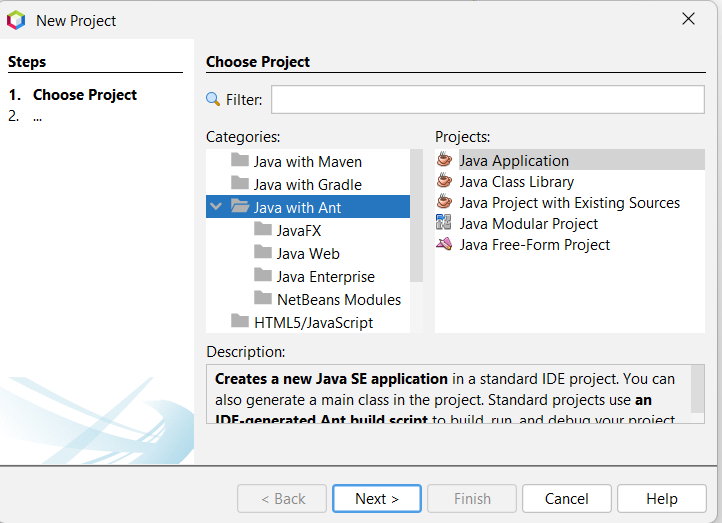 New Project
Steps
1. Choose Project
2. ...
Choose Project
Filter:
Categories:
Java with Maven
Java with Gradle
Java with Ant
JavaFX
Java Web
Java Enterprise
NetBeans Modules
HTML5/JavaScript
Projects:
Java Application
Java Class Library
Java Project with Existing Sources
Java Modular Project
Java Free-Form Project
Description:
Creates a new Java SE application in a standard IDE project. You can
also generate a main class in the project. Standard projects use an
IDE-generated Ant build script to build, run, and debug your project.
< Back
Next >
Finish
Cancel
Help